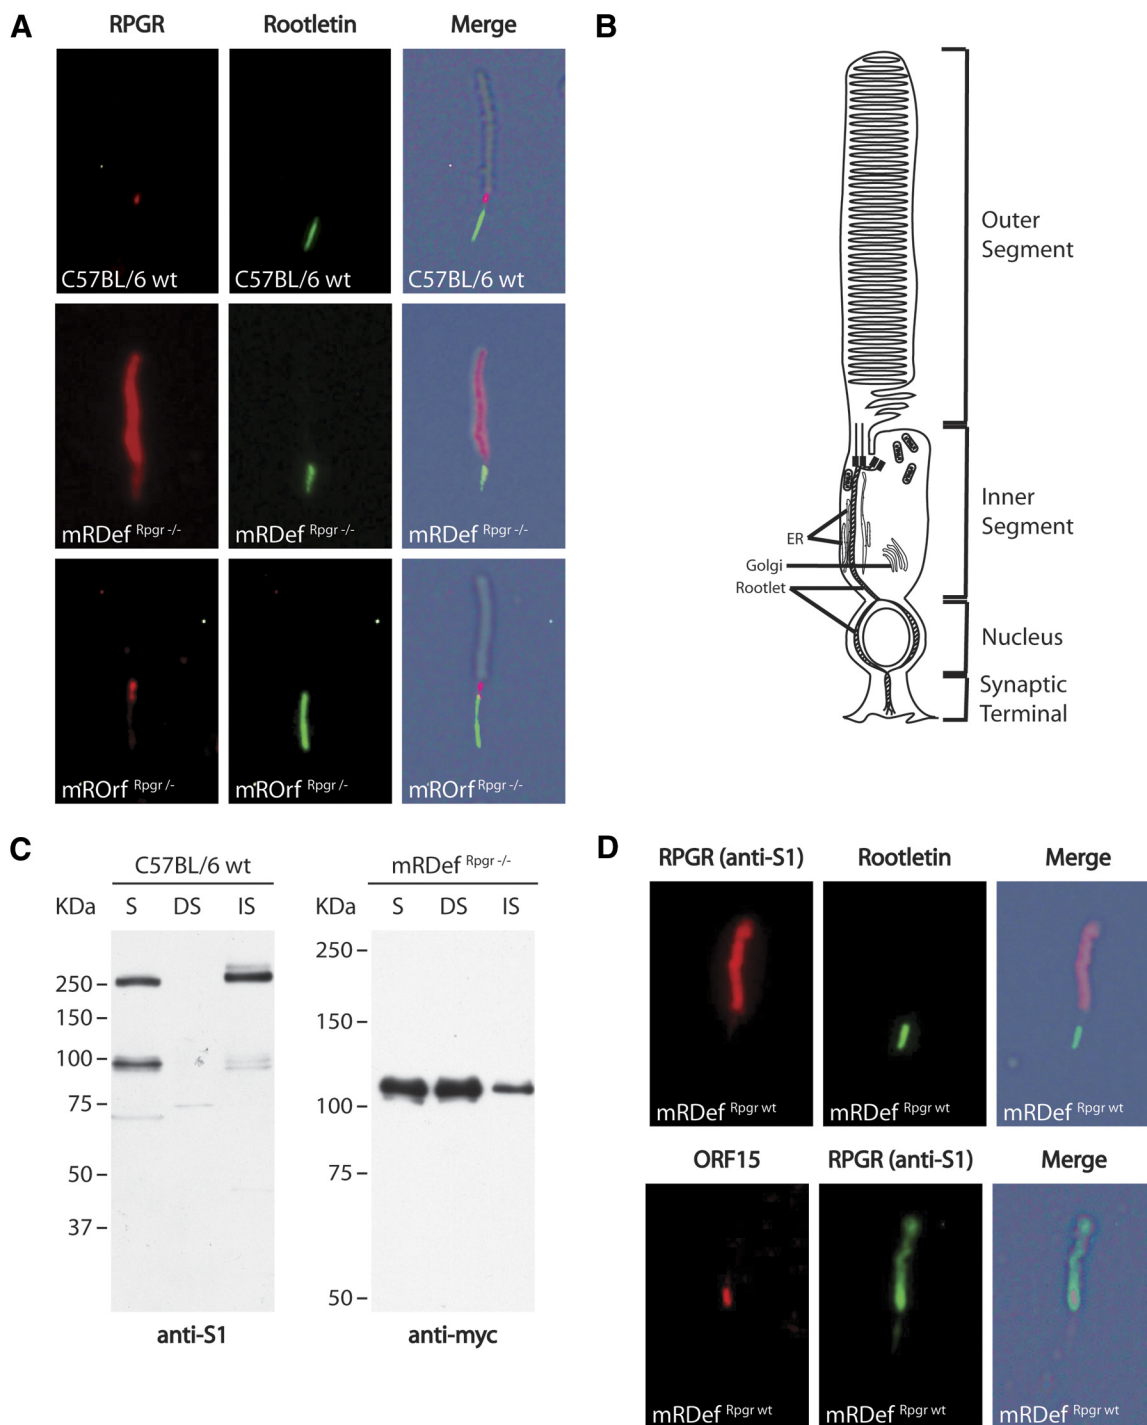 A
RPGR Rootletin Merge
C57BL/6 wt C57BL/6 wt C57BL/6 wt
mRDef Rpgr -/- mRDef Rpgr -/- mRDef Rpgr -/-
mROrf Rpgr /- mROrf Rpgr -/- mROrf Rpgr -/-
B
Outer
Segment
Inner
Segment
ER
Golgi
Rootlet
Nucleus
Synaptic
Terminal
C
C57BL/6 wt
KDa S DS IS
250
150
100
75
50
37
anti-S1
mRDef Rpgr -/-
KDa S DS IS
250
150
100
75
50
anti-myc
D
RPGR (anti-S1) Rootletin Merge
mRDef Rpgr wt mRDef Rpgr wt mRDef Rpgr wt
ORF15 RPGR (anti-S1) Merge
mRDef Rpgr wt mRDef Rpgr wt mRDef Rpgr wt